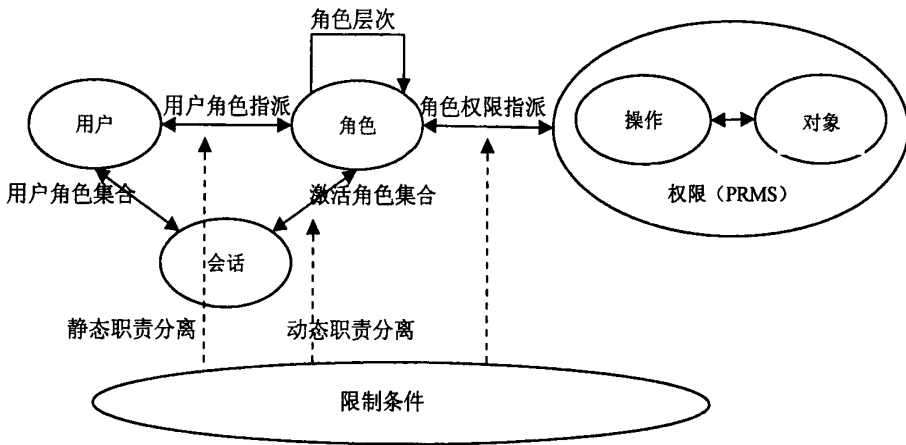 角色层次
用户角色指派
角色权限指派
用户
角色
操作
对象
用户角色集合
激活角色集合
权限（PRMS）
会话
静态职责分离
动态职责分离
限制条件